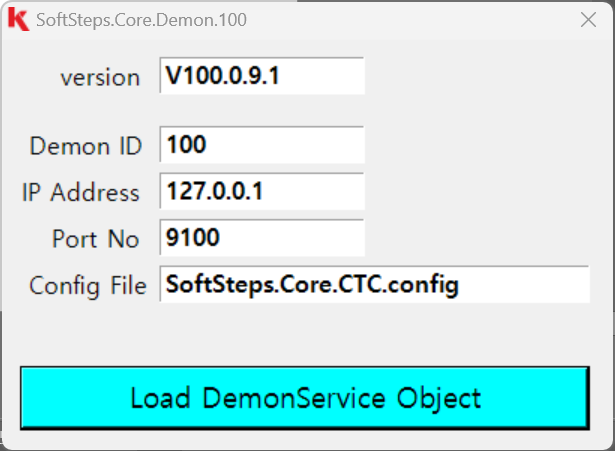 SoftSteps.Core.Demon.100
version V100.0.9.1
Demon ID 100
IP Address 127.0.0.1
Port No 9100
Config File SoftSteps.Core.CTC.config
Load DemonService Object